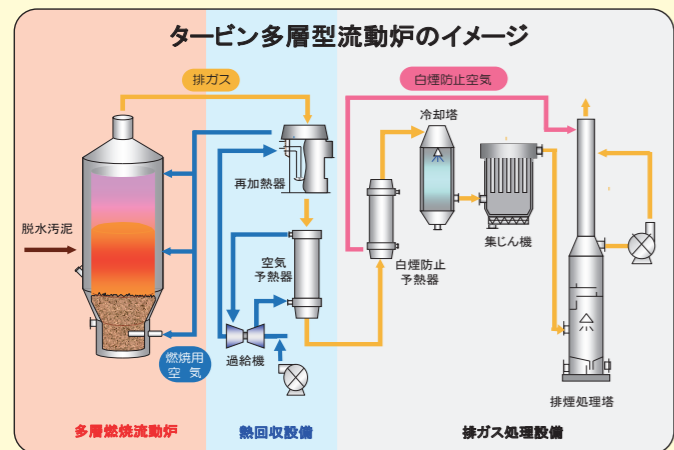 タービン多層型流動炉のイメージ
排ガス
白煙防止空気
冷却塔
再加熱器
脱水汚泥
集じん機
空気
予熱器
白煙防止
予熱器
過給機
燃焼用
空気
排煙処理塔
多層燃焼流動炉
熱回収設備
排ガス処理設備